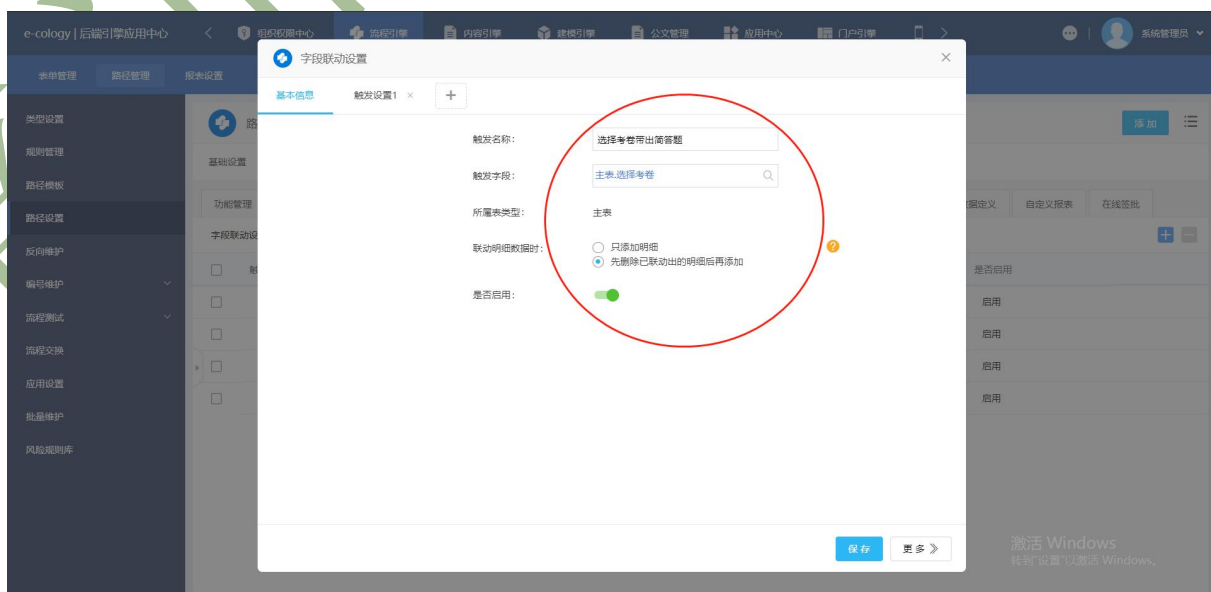 e-cology | 后端引擎应用中心
组织权限中心
流程引擎
内容引擎
建模引擎
公文管理
应用中心
门户引擎
系统管理员
表单管理
路径管理
报表设置
类型设置
规则管理
路径模板
路径设置
反向维护
编号维护
流程测试
流程交换
应用设置
批量维护
风险规则库
路
添加
基础设置
功能管理
据定义
自定义报表
在线签批
字段联动设
触
是否启用
启用
启用
启用
启用
字段联动设置
基本信息
触发设置1
触发名称：
选择考卷带出简答题
触发字段：
主表.选择考卷
所属表类型：
主表
联动明细数据时：
只添加明细
先删除已联动出的明细后再添加
?
是否启用：
保存
更多
激活 Windows
转到"设置"以激活 Windows。